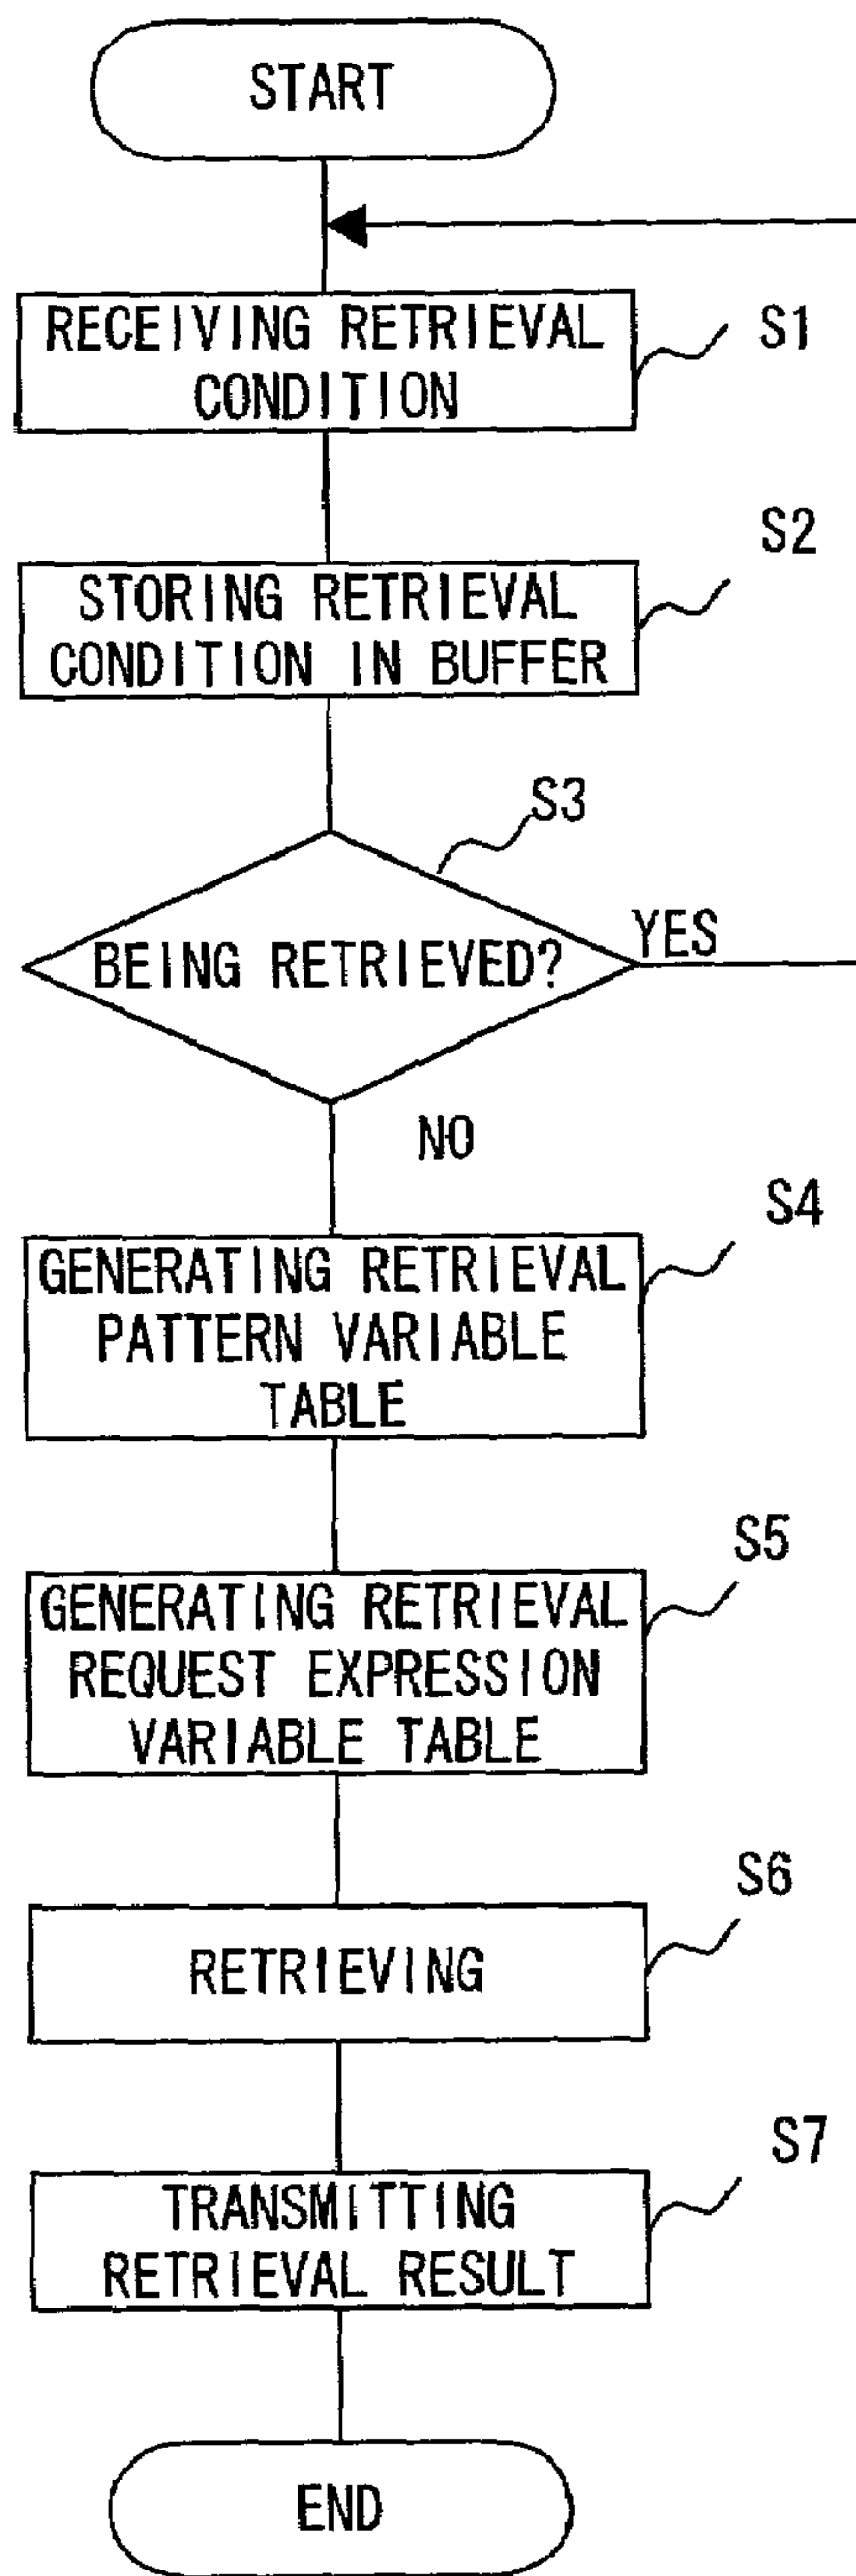 START
RECEIVING RETRIEVAL
CONDITION
S1
STORING RETRIEVAL
CONDITION IN BUFFER
S2
BEING RETRIEVED?
S3
YES
NO
GENERATING RETRIEVAL
PATTERN VARIABLE
TABLE
S4
GENERATING RETRIEVAL
REQUEST EXPRESSION
VARIABLE TABLE
S5
RETRIEVING
S6
TRANSMITTING
RETRIEVAL RESULT
S7
END